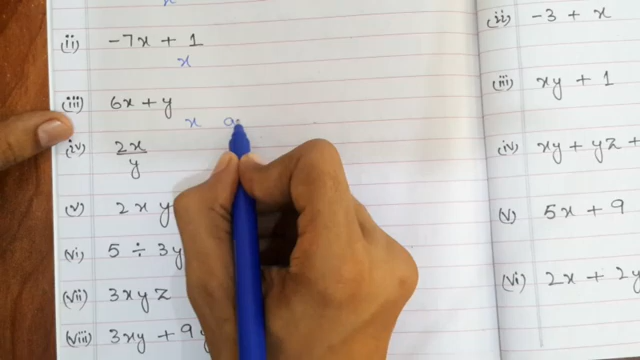 (ii) -7x + 1
x
(iii) 6x + y
x
(iv) 2x/y
(v) 2xy
(vi) 5 ÷ 3y
(vii) 3xyz
(viii) 3xy + 9
(ii) -3 + x
(iii) xy + 1
(iv) xy + yz +
(v) 5x + 9
(vi) 2x + 2y